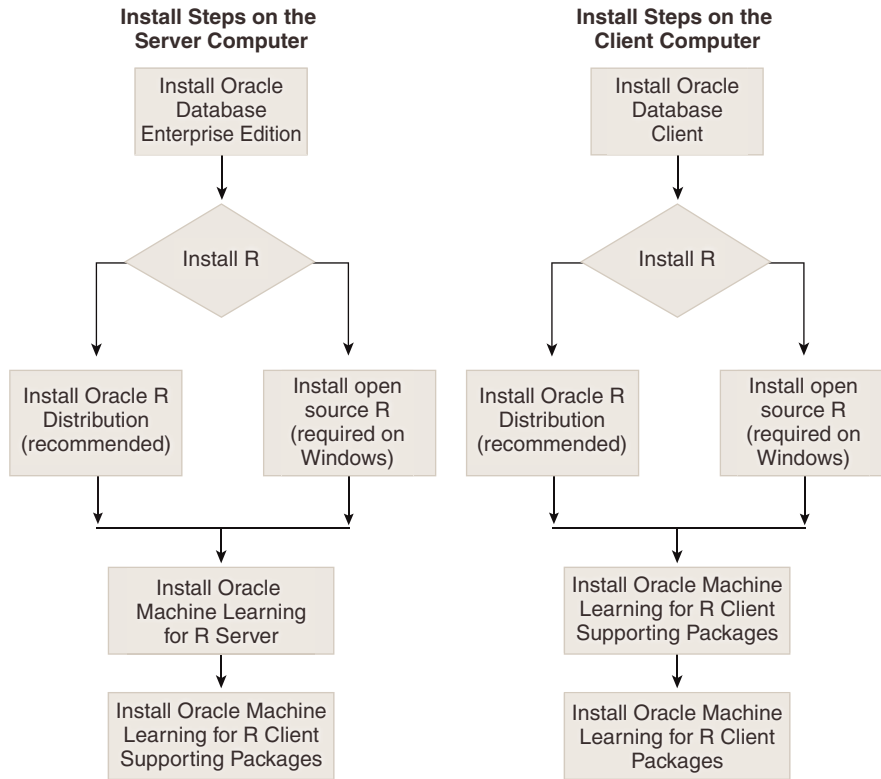 Install Steps on the
Server Computer
Install Oracle
Database
Enterprise Edition
Install R
Install Oracle R
Distribution
(recommended)
Install open
source R
(required on
Windows)
Install Oracle
Machine Learning
for R Server
Install Oracle Machine
Learning for R Client
Supporting Packages
Install Steps on the
Client Computer
Install Oracle
Database
Client
Install R
Install Oracle R
Distribution
(recommended)
Install open
source R
(required on
Windows)
Install Oracle Machine
Learning for R Client
Supporting Packages
Install Oracle Machine
Learning for R Client
Packages